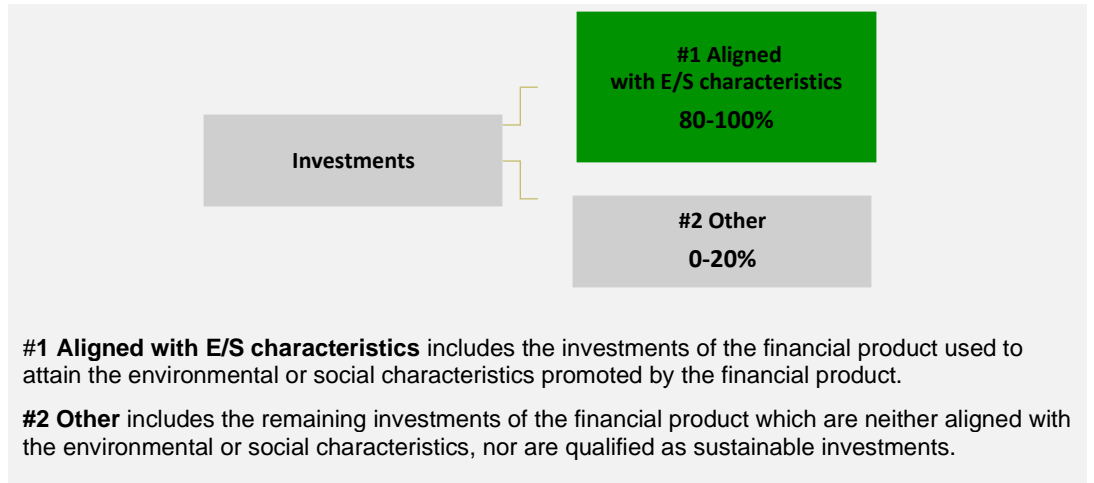 #1 Aligned
with E/S characteristics
80-100%
Investments
#2 Other
0-20%
#1 Aligned with E/S characteristics includes the investments of the financial product used to
attain the environmental or social characteristics promoted by the financial product.
#2 Other includes the remaining investments of the financial product which are neither aligned with
the environmental or social characteristics, nor are qualified as sustainable investments.